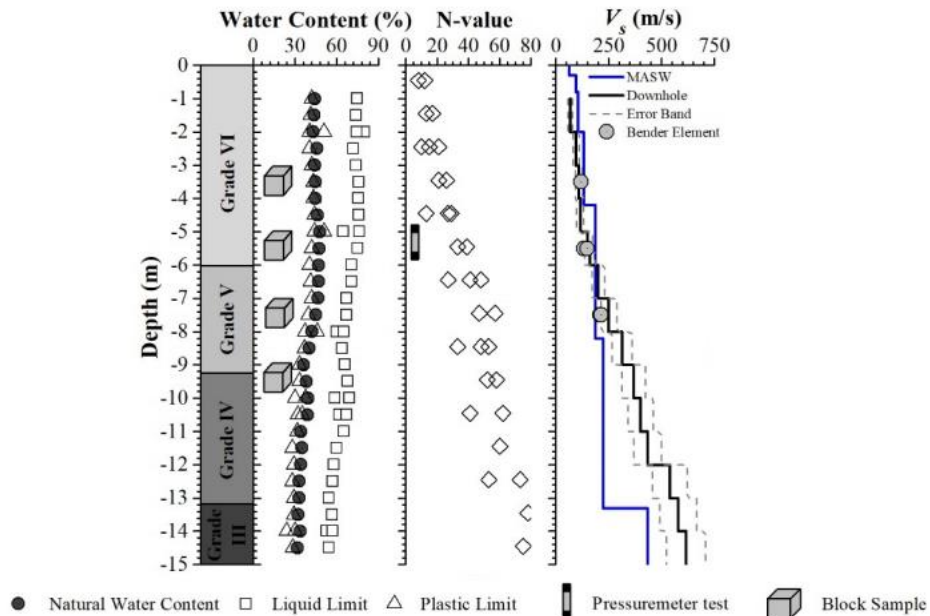 Water Content (%) N-value V_s (m/s)
0 30 60 90 0 20 40 60 80 0 250 500 750
0
-1
-2
-3
-4
-5
-6
-7
-8
-9
-10
-11
-12
-13
-14
-15
Depth (m)
Grade VI
Grade V
Grade IV
Grade III
MASW
Downhole
Error Band
Bender Element
Natural Water Content Liquid Limit Plastic Limit Pressuremeter test Block Sample